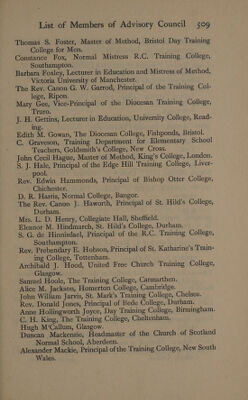 List of Members of Advisory Council 509
Thomas S. Foster, Master of Method, Bristol Day Training
College for Men.
Constance Fox, Normal Mistress R.C. Training College,
Southampton.
Barbara Foxley, Lecturer in Education and Mistress of Method,
Victoria University of Manchester.
The Rev. Canon G. W. Garrod, Principal of the Training Col-
lege, Ripon.
Mary Gee, Vice-Principal of the Diocesan Training College,
Truro.
J. H. Gettins, Lecturer in Education, University College, Read-
ing.
Edith M. Gowan, The Diocesan College, Fishponds, Bristol.
C. Graveson, Training Department for Elementary School
Teachers, Goldsmith's College, New Cross.
John Cecil Hague, Master of Method, King's College, London.
S. J. Hale, Principal of the Edge Hill Training College, Liver-
pool.
Rev. Edwin Hammonds, Principal of Bishop Otter College,
Chichester.
D. R. Harris, Normal College, Bangor.
The Rev. Canon J. Haworth, Principal of St. Hild's College,
Durham.
Mrs. L. D. Henry, Collegiate Hall, Sheffield.
Eleanor M. Hindmarch, St. Hild's College, Durham.
S. G. de Hinnisdael, Principal of the R.C. Training College,
Southampton.
Rev. Prebendary E. Hobson, Principal of St. Katharine's Train-
ing College, Tottenham.
Archibald J. Hood, United Free Church Training College,
Glasgow.
Samuel Hoole, The Training College, Carmarthen.
Alice M. Jackson, Homerton College, Cambridge.
John William Jarvis, St. Mark's Training College, Chelsea.
Rev. Donald Jones, Principal of Bede College, Durham.
Anne Hollingworth Joyce, Day Training College, Birmingham.
C. H. King, The Training College, Cheltenham.
Hugh M'Callum, Glasgow.
Duncan Mackenzie, Headmaster of the Church of Scotland
Normal School, Aberdeen.
Alexander Mackie, Principal of the Training College, New South
Wales.